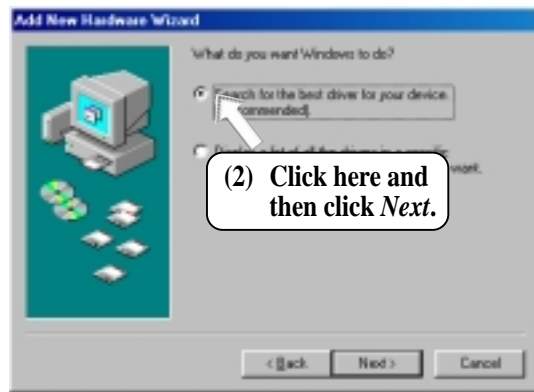 Add New Hardware Wizard
What do you want Windows to do?
Search for the best driver for your device.
(2) Click here and
then click Next.
want.
< Back
Next >
Cancel